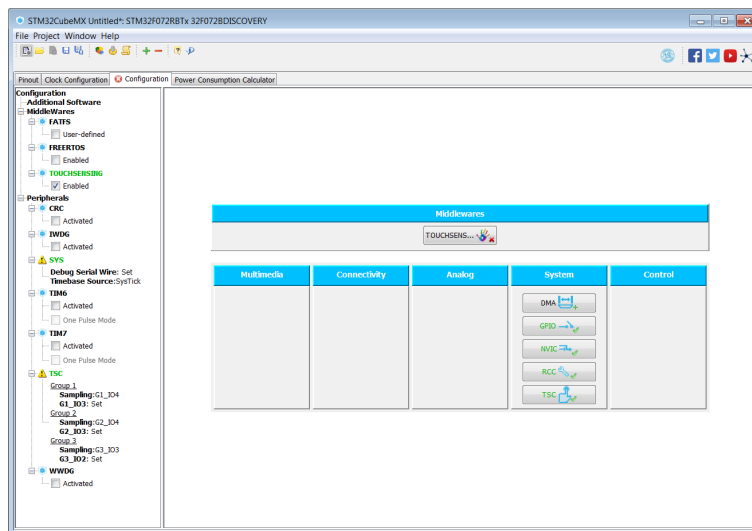 STM32CubeMX Untitled*: STM32F072RBTx 32F072BDISCOVERY
File Project Window Help
Pinout Clock Configuration Configuration Power Consumption Calculator
Configuration
Additional Software
MiddleWares
FATFS
User-defined
FREERTOS
Enabled
TOUCHSENSING
Enabled
Peripherals
CRC
Activated
IWDG
Activated
SYS
Debug Serial Wire: Set
Timebase Source:SysTick
TIM6
Activated
One Pulse Mode
TIM7
Activated
One Pulse Mode
TSC
Group 1
Sampling:G1_IO4
G1_IO3: Set
Group 2
Sampling:G2_IO4
G2_IO3: Set
Group 3
Sampling:G3_IO3
G3_IO2: Set
WWDG
Activated
Middlewares
TOUCHSENS...
Multimedia Connectivity Analog System Control
DMA
GPIO
NVIC
RCC
TSC